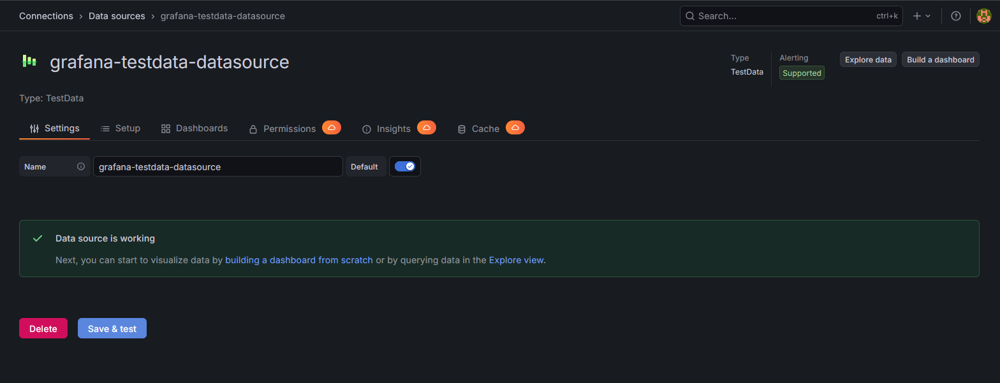 Connections › Data sources › grafana-testdata-datasource
Search...
ctrl+k
grafana-testdata-datasource
Type
TestData
Alerting
Supported
Explore data
Build a dashboard
Type: TestData
Settings
Setup
Dashboards
Permissions
Insights
Cache
Name
grafana-testdata-datasource
Default
Data source is working
Next, you can start to visualize data by building a dashboard from scratch or by querying data in the Explore view.
Delete
Save & test